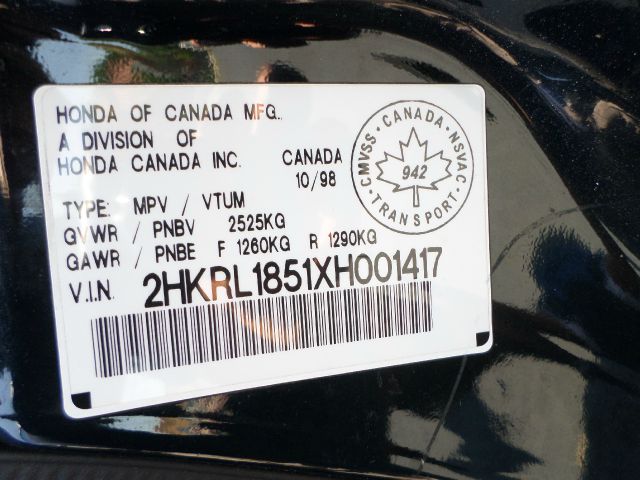 HONDA OF CANADA MFG.,
A DIVISION OF
HONDA CANADA INC. CANADA
10/98
TYPE: MPV / VTUM
GVWR / PNBV 2525KG
GAWR / PNBE F 1260KG R 1290KG
V.I.N. 2HKRL1851XH001417
CMVSS • CANADA • NSVAC
942
• TRANSPORT •